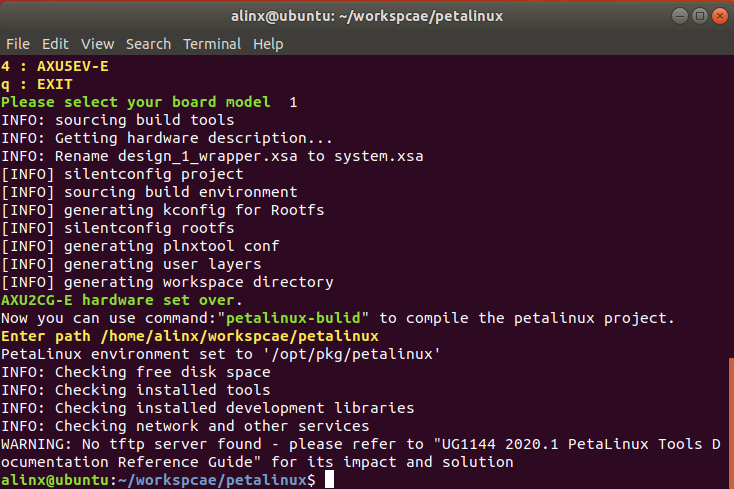 alinx@ubuntu: ~/workspcae/petalinux
File Edit View Search Terminal Help
4 : AXU5EV-E
q : EXIT
Please select your board model  1
INFO: sourcing build tools
INFO: Getting hardware description...
INFO: Rename design_1_wrapper.xsa to system.xsa
[INFO] silentconfig project
[INFO] sourcing build environment
[INFO] generating kconfig for Rootfs
[INFO] silentconfig rootfs
[INFO] generating plnxtool conf
[INFO] generating user layers
[INFO] generating workspace directory
AXU2CG-E hardware set over.
Now you can use command:"petalinux-bulid" to compile the petalinux project.
Enter path /home/alinx/workspcae/petalinux
PetaLinux environment set to '/opt/pkg/petalinux'
INFO: Checking free disk space
INFO: Checking installed tools
INFO: Checking installed development libraries
INFO: Checking network and other services
WARNING: No tftp server found - please refer to "UG1144 2020.1 PetaLinux Tools D
ocumentation Reference Guide" for its impact and solution
alinx@ubuntu:~/workspcae/petalinux$